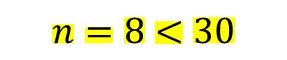 n = 8 < 30